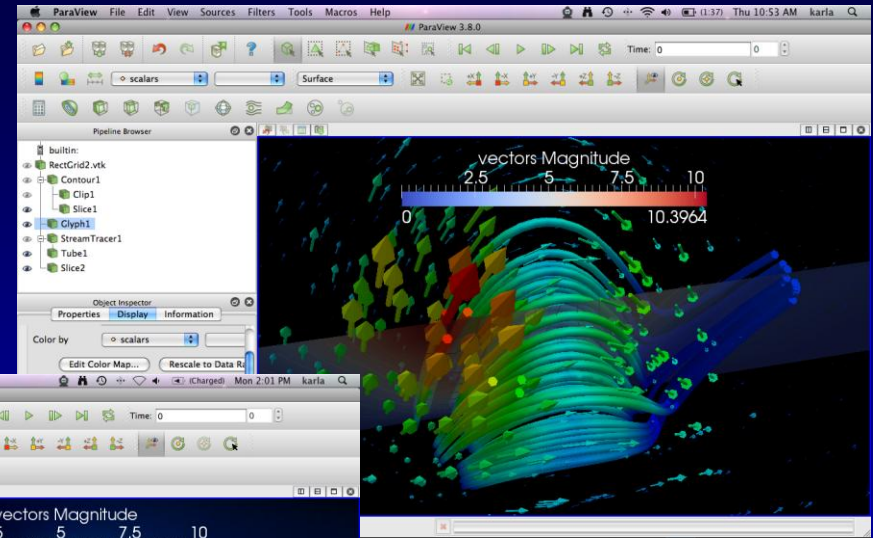 ParaView File Edit View Sources Filters Tools Macros Help (1:37) Thu 10:53 AM karla
ParaView 3.8.0
Time: 0 0
scalars Surface
Pipeline Browser
builtin:
RectGrid2.vtk
Contour1
Clip1
Slice1
Glyph1
StreamTracer1
Tube1
Slice2
Object Inspector
Properties Display Information
Color by scalars
Edit Color Map... Rescale to Data Ra
vectors Magnitude
2.5 5 7.5 10
0 10.3964
(Charged) Mon 2:01 PM karla
Time: 0 0
vectors Magnitude
5 5 7.5 10